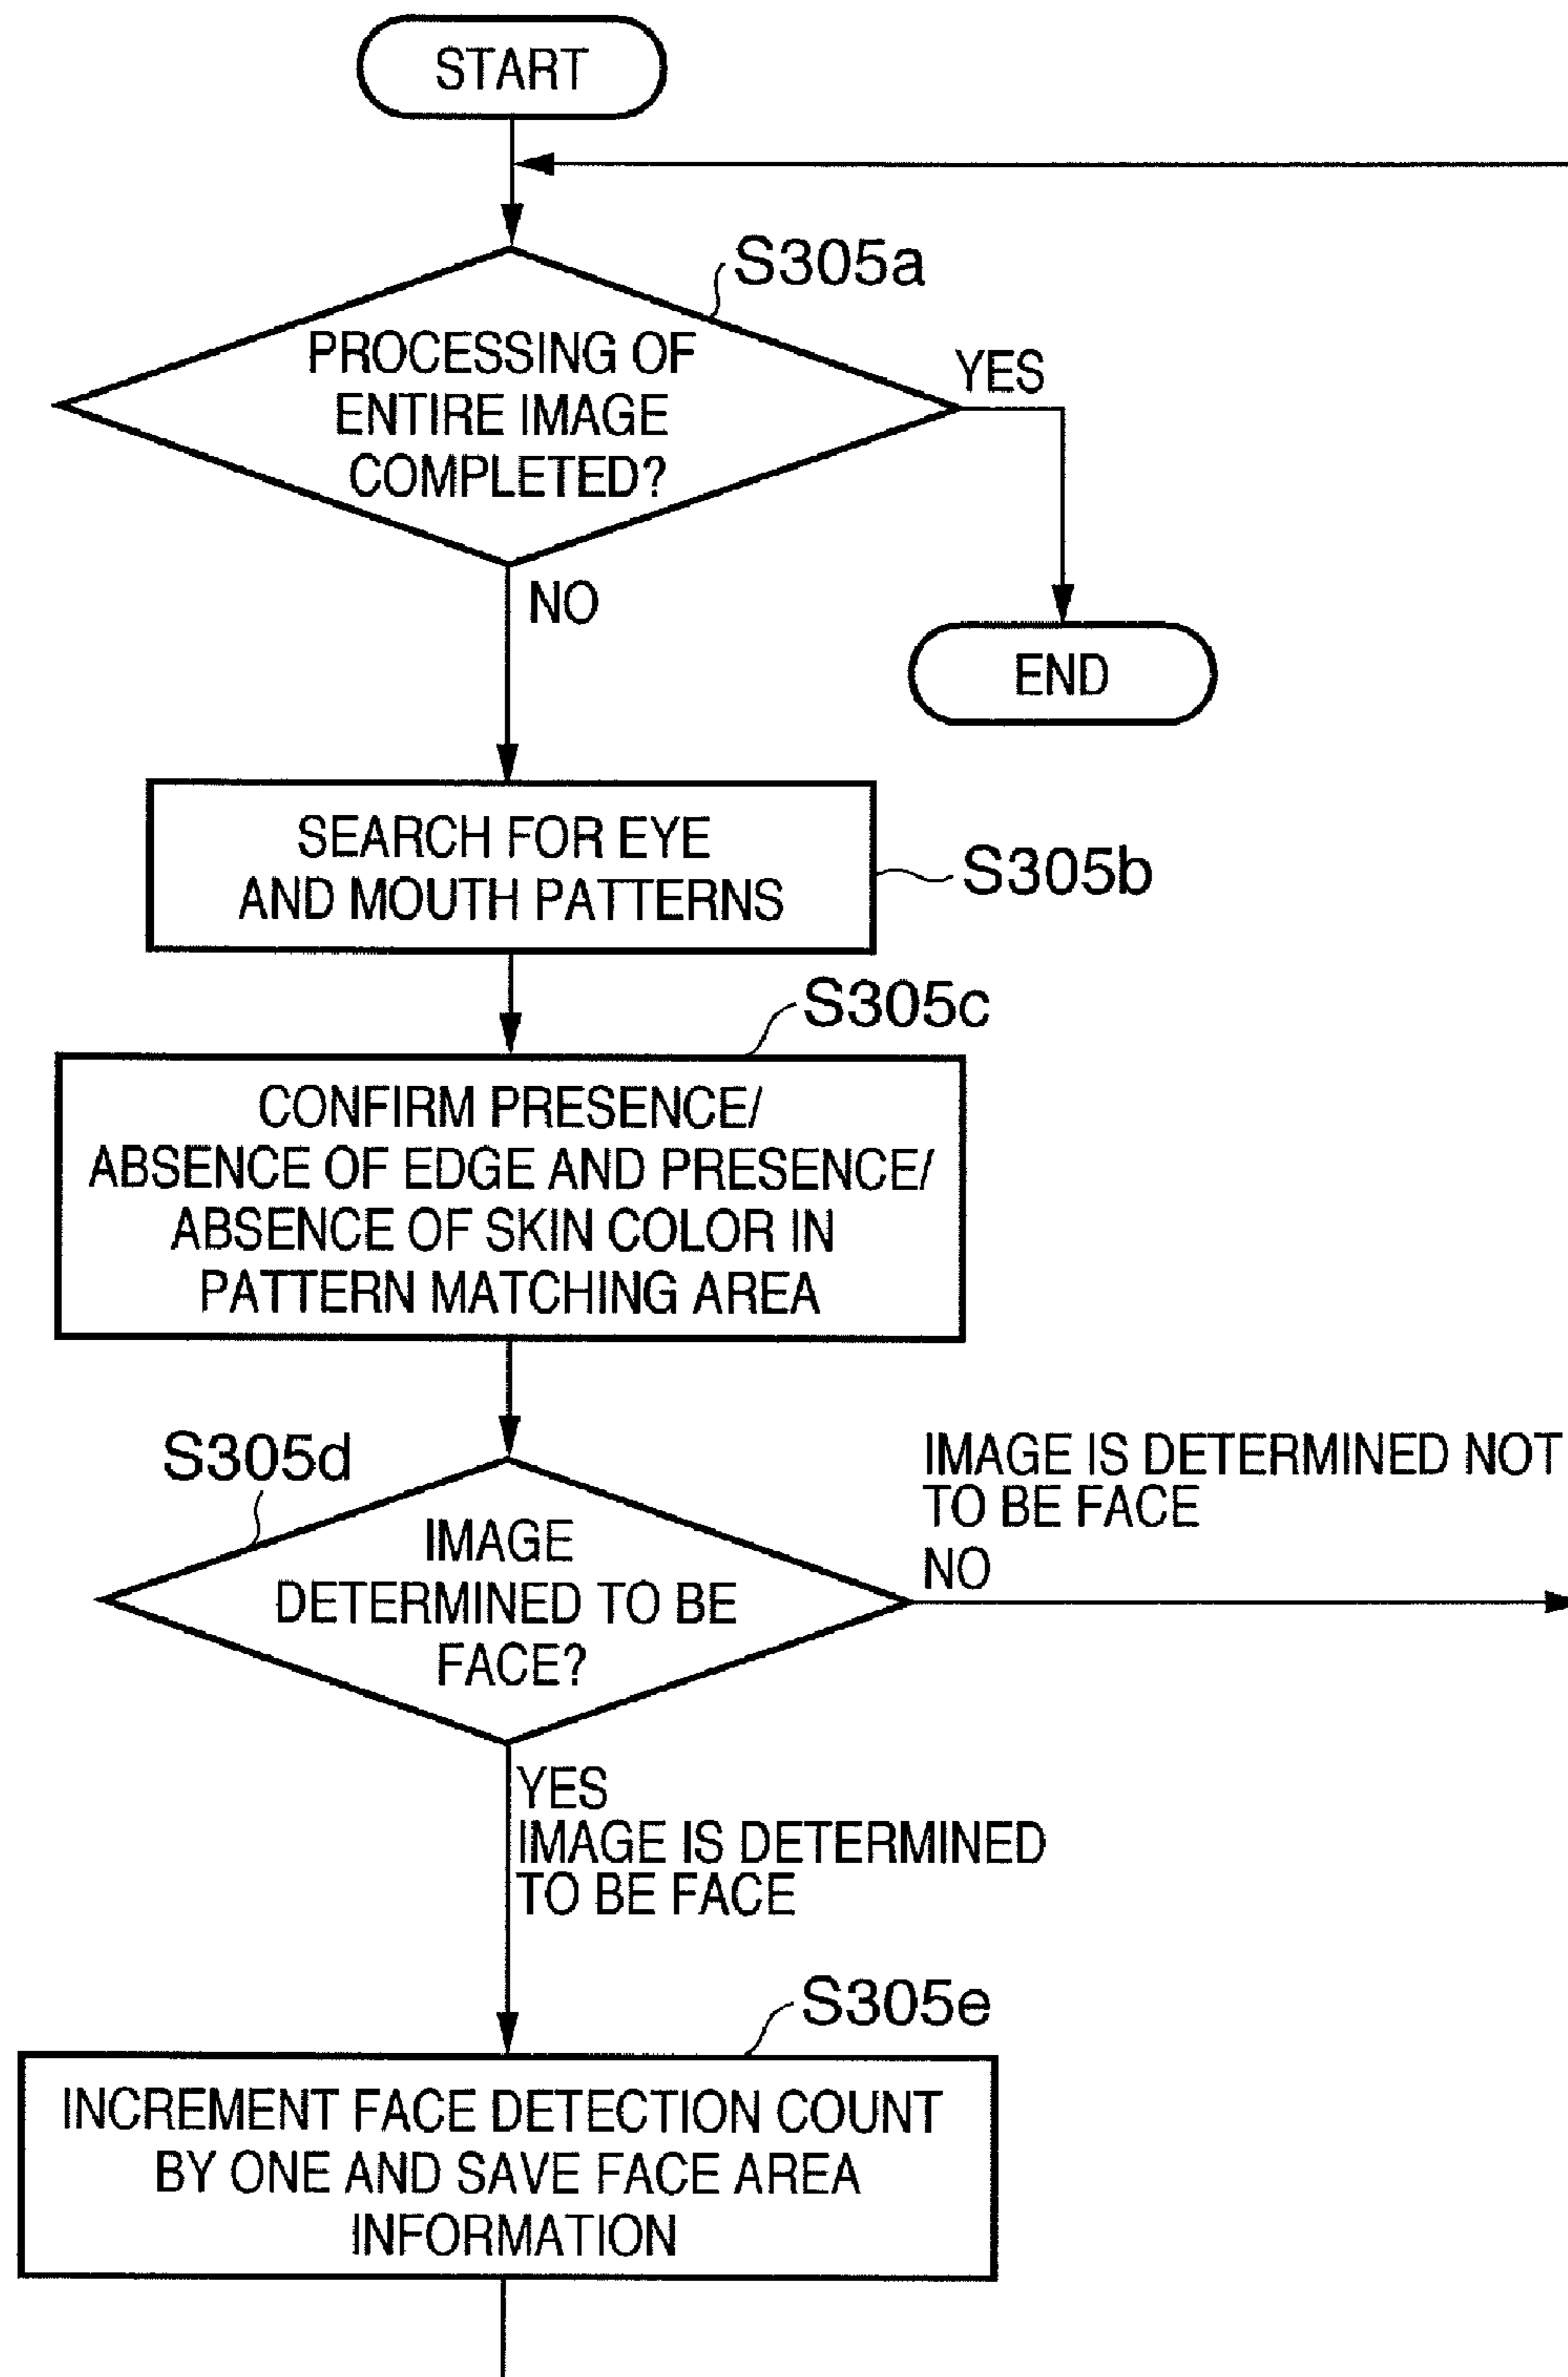 START
S305a
PROCESSING OF
ENTIRE IMAGE
COMPLETED?
YES
NO
END
SEARCH FOR EYE
AND MOUTH PATTERNS
S305b
S305c
CONFIRM PRESENCE/
ABSENCE OF EDGE AND PRESENCE/
ABSENCE OF SKIN COLOR IN
PATTERN MATCHING AREA
S305d
IMAGE
DETERMINED TO BE
FACE?
IMAGE IS DETERMINED NOT
TO BE FACE
NO
YES
IMAGE IS DETERMINED
TO BE FACE
S305e
INCREMENT FACE DETECTION COUNT
BY ONE AND SAVE FACE AREA
INFORMATION